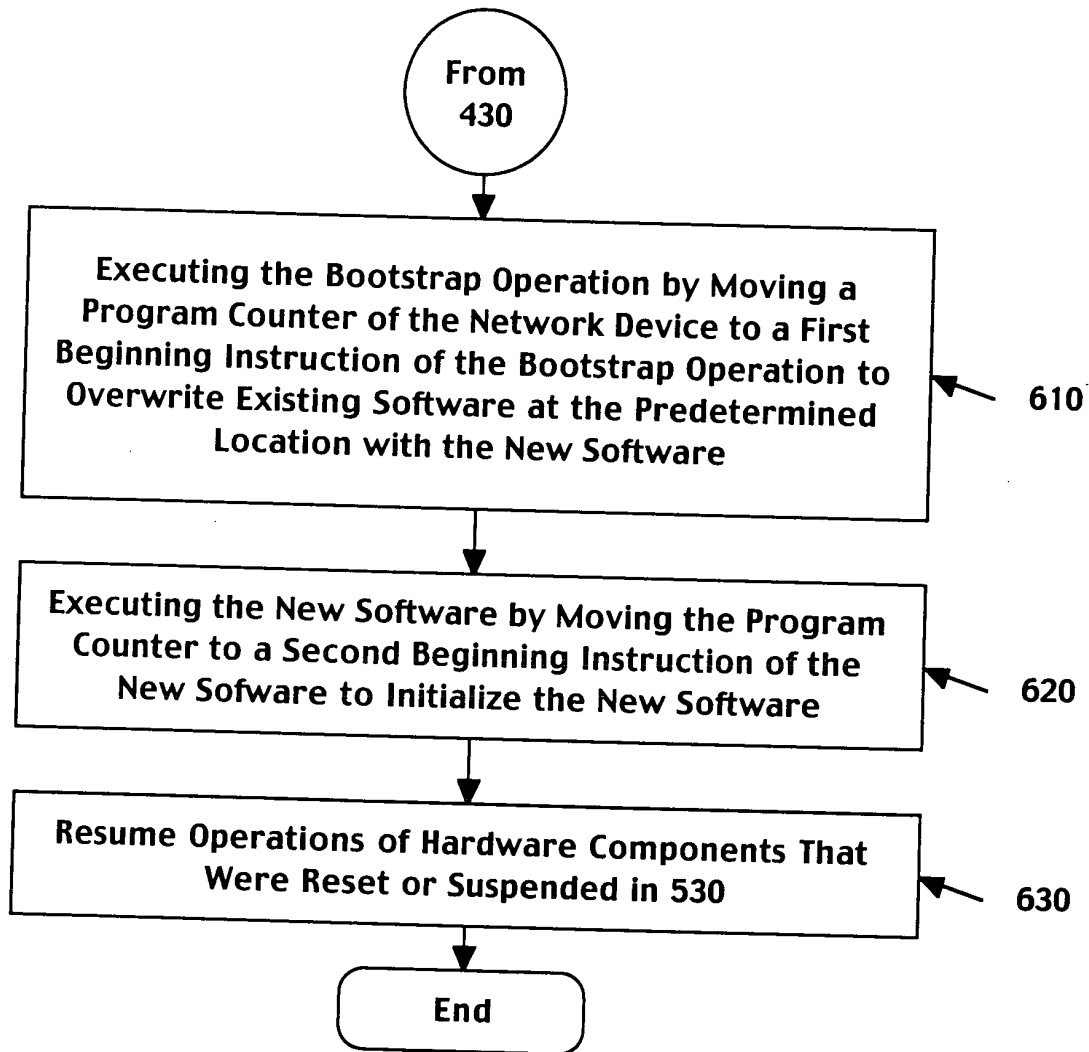 From
430
Executing the Bootstrap Operation by Moving a
Program Counter of the Network Device to a First
Beginning Instruction of the Bootstrap Operation to
Overwrite Existing Software at the Predetermined
Location with the New Software
610
Executing the New Software by Moving the Program
Counter to a Second Beginning Instruction of the
New Sofware to Initialize the New Software
620
Resume Operations of Hardware Components That
Were Reset or Suspended in 530
630
End